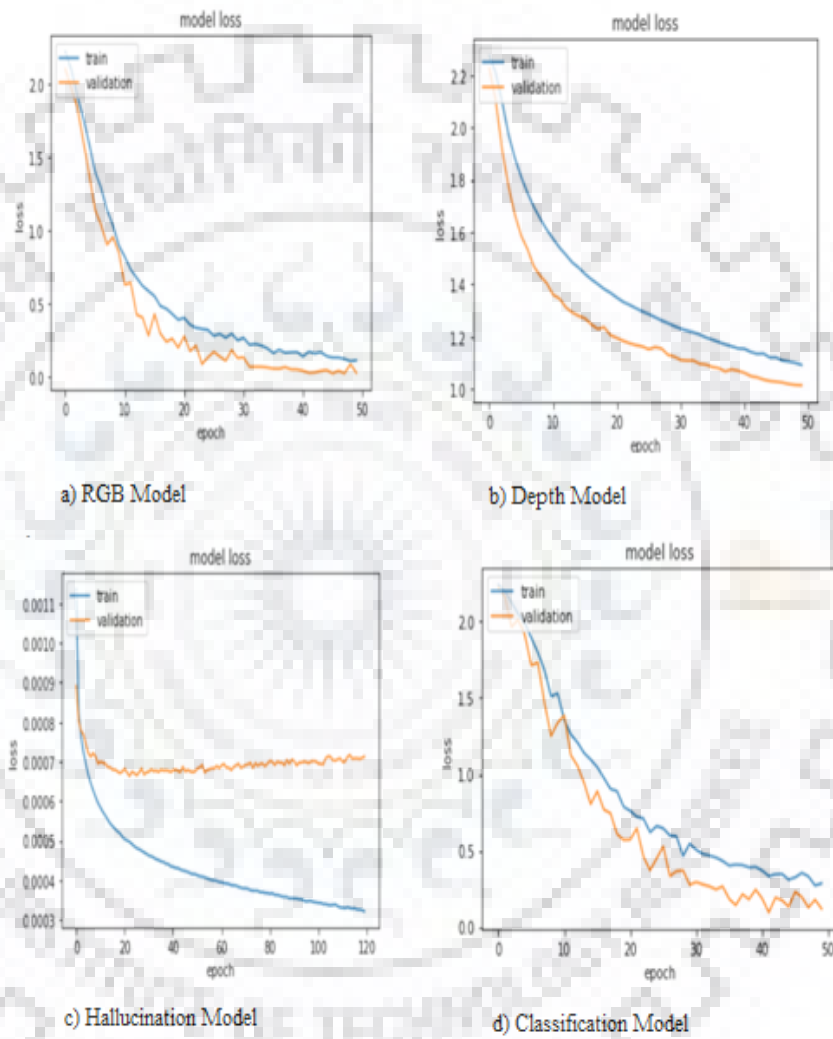 model loss
train
validation
2.0
1.5
1.0
0.5
0.0
loss
0 10 20 30 40 50
epoch
a) RGB Model
model loss
train
validation
2.2
2.0
1.8
1.6
1.4
1.2
1.0
loss
0 10 20 30 40 50
epoch
b) Depth Model
model loss
train
validation
0.0011
0.0010
0.0009
0.0008
0.0007
0.0006
0.0005
0.0004
0.0003
loss
0 20 40 60 80 100 120
epoch
c) Hallucination Model
model loss
train
validation
2.0
1.5
1.0
0.5
0.0
loss
0 10 20 30 40 50
epoch
d) Classification Model